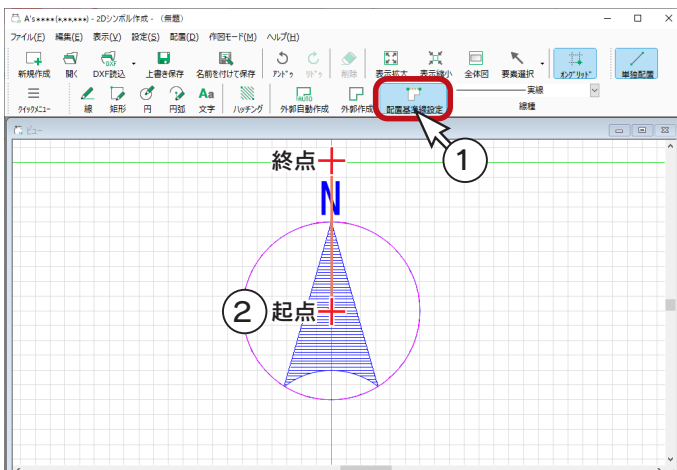 A's****(*,**,***) - 2Dシンボル作成 - （無題）
ファイル(F) 編集(E) 表示(V) 設定(S) 配置(D) 作図モード(M) ヘルプ(H)
新規作成 開く DXF読込 上書き保存 名前を付けて保存 アンドゥ リドゥ 削除 表示拡大 表示縮小 全体図 要素選択 オングリッド 単独配置
クイックメニュー 線 矩形 円 円弧 文字 ハッチング 外郭自動作成 外郭作成 配置基準線設定 実線
線種
ビュー
終点
①
N
② 起点